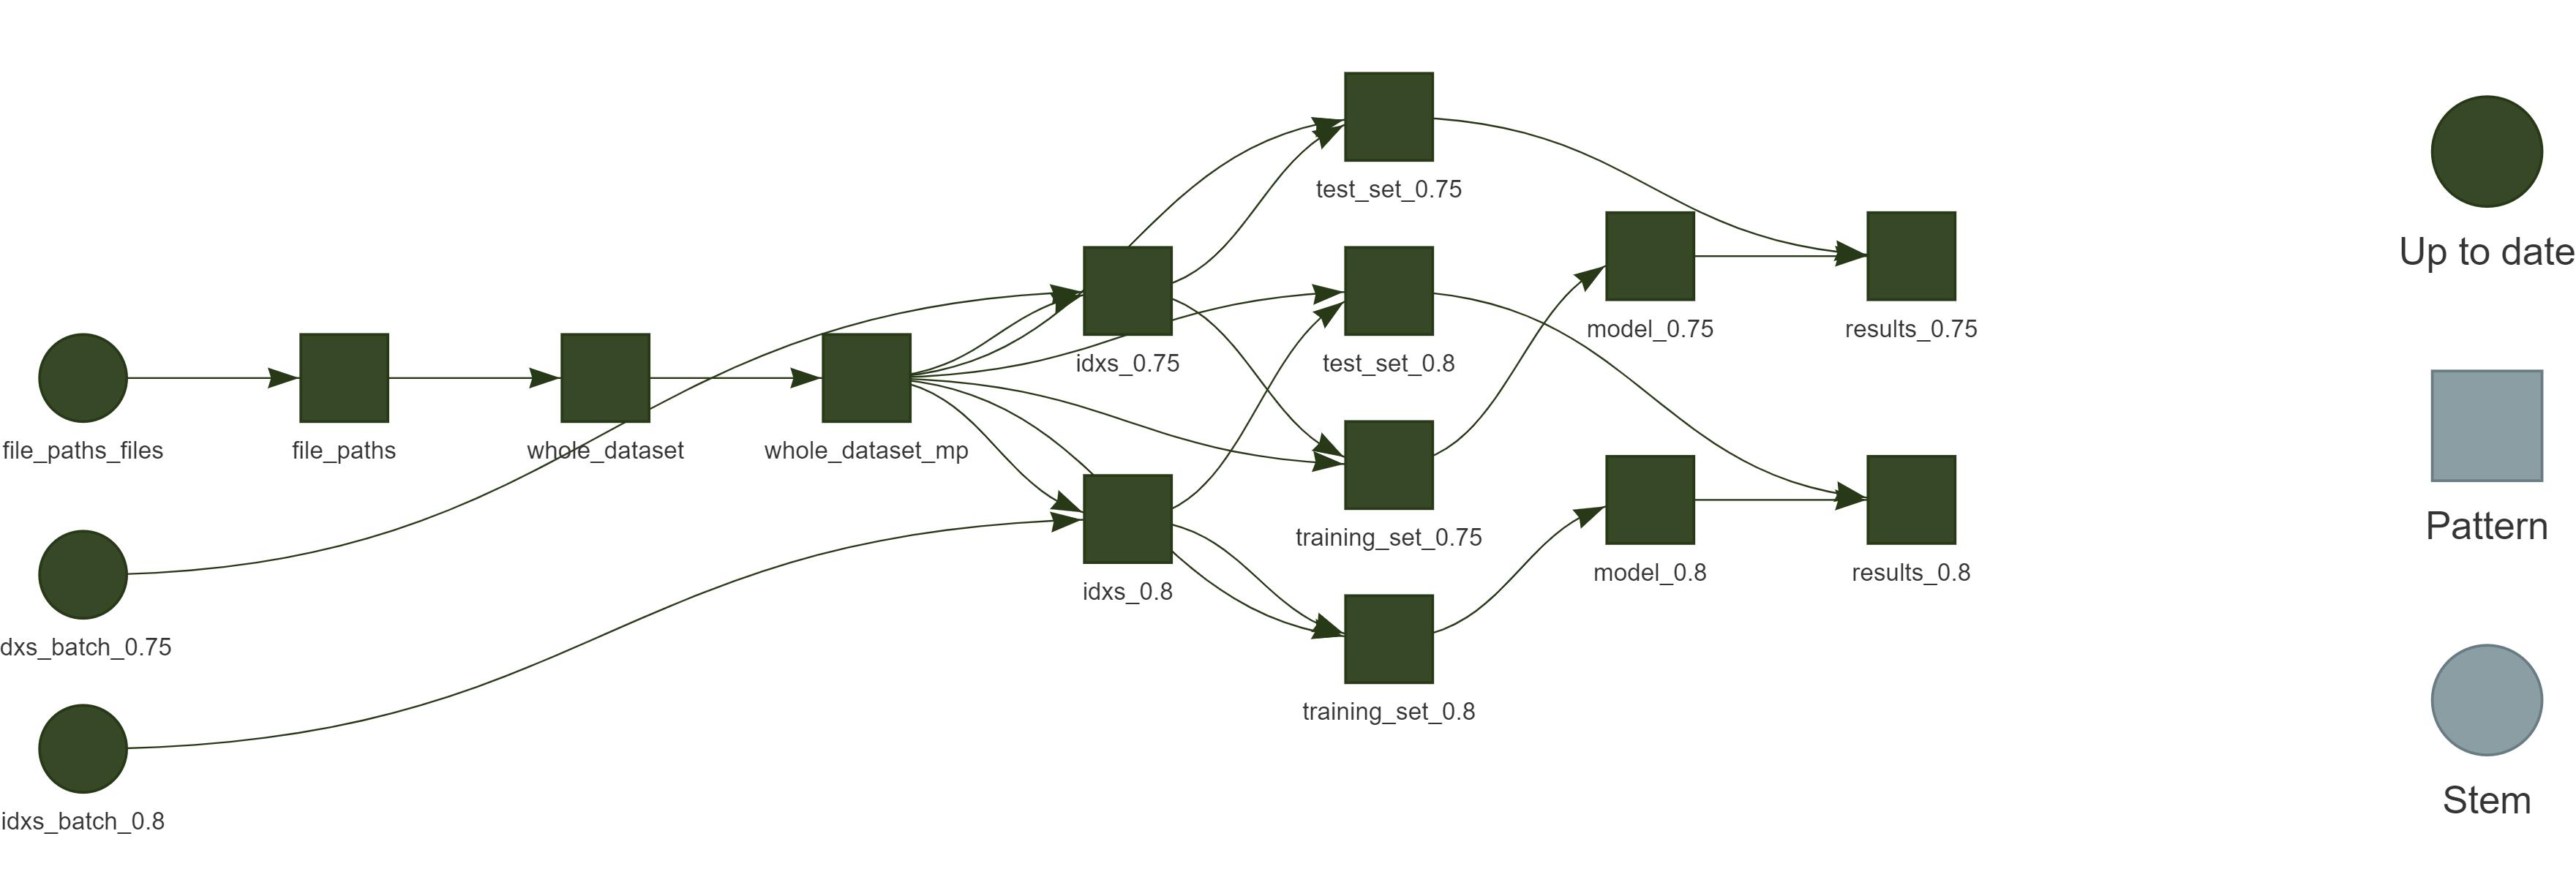 test_set_0.75
model_0.75
results_0.75
idxs_0.75
test_set_0.8
file_paths_files
file_paths
whole_dataset
whole_dataset_mp
training_set_0.75
model_0.8
results_0.8
idxs_0.8
dxs_batch_0.75
training_set_0.8
idxs_batch_0.8
Up to date
Pattern
Stem